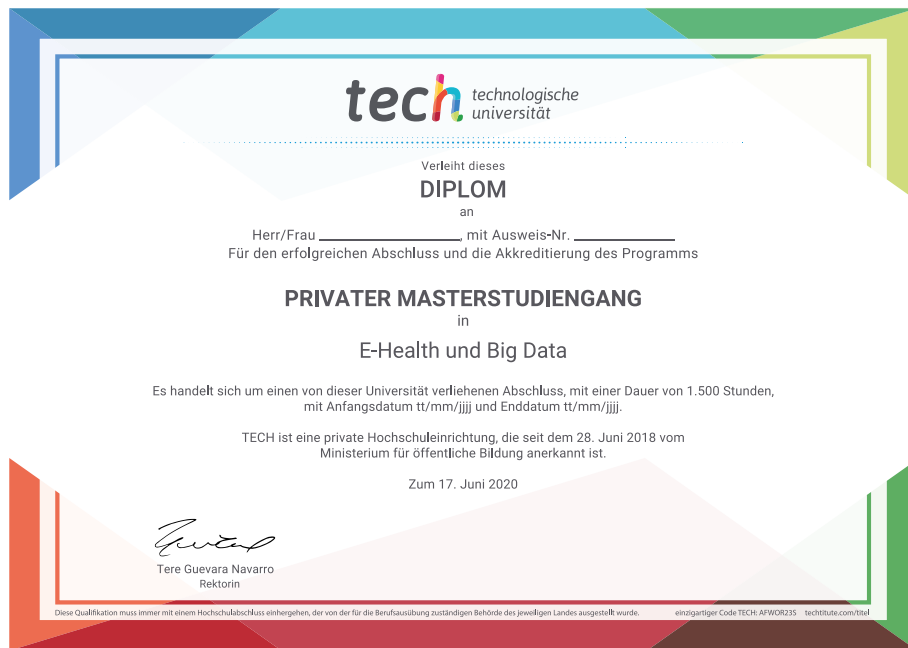 tech technologische
universität
Verleiht dieses
DIPLOM
an
Herr/Frau ____________________, mit Ausweis-Nr. ______________
Für den erfolgreichen Abschluss und die Akkreditierung des Programms
PRIVATER MASTERSTUDIENGANG
in
E-Health und Big Data
Es handelt sich um einen von dieser Universität verliehenen Abschluss, mit einer Dauer von 1.500 Stunden,
mit Anfangsdatum tt/mm/jjjj und Enddatum tt/mm/jjjj.
TECH ist eine private Hochschuleinrichtung, die seit dem 28. Juni 2018 vom
Ministerium für öffentliche Bildung anerkannt ist.
Zum 17. Juni 2020
Tere Guevara Navarro
Rektorin
Diese Qualifikation muss immer mit einem Hochschulabschluss einhergehen, der von der für die Berufsausübung zuständigen Behörde des jeweiligen Landes ausgestellt wurde. einzigartiger Code TECH: AFWOR23S techtitute.com/titel